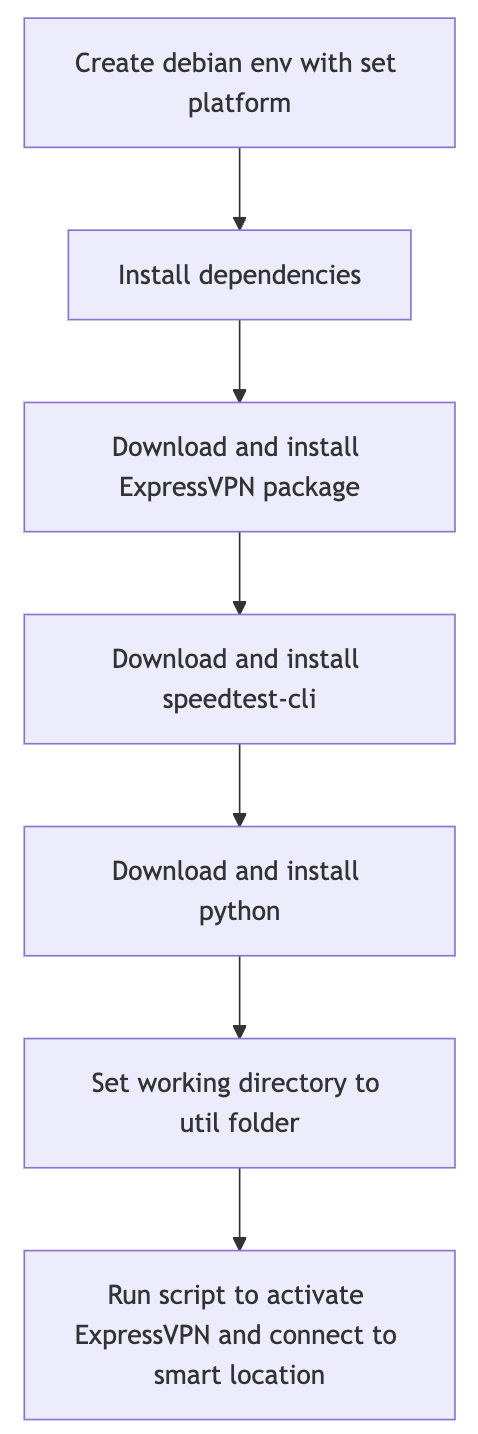 Create debian env with set
platform
Install dependencies
Download and install
ExpressVPN package
Download and install
speedtest-cli
Download and install
python
Set working directory to
util folder
Run script to activate
ExpressVPN and connect to
smart location